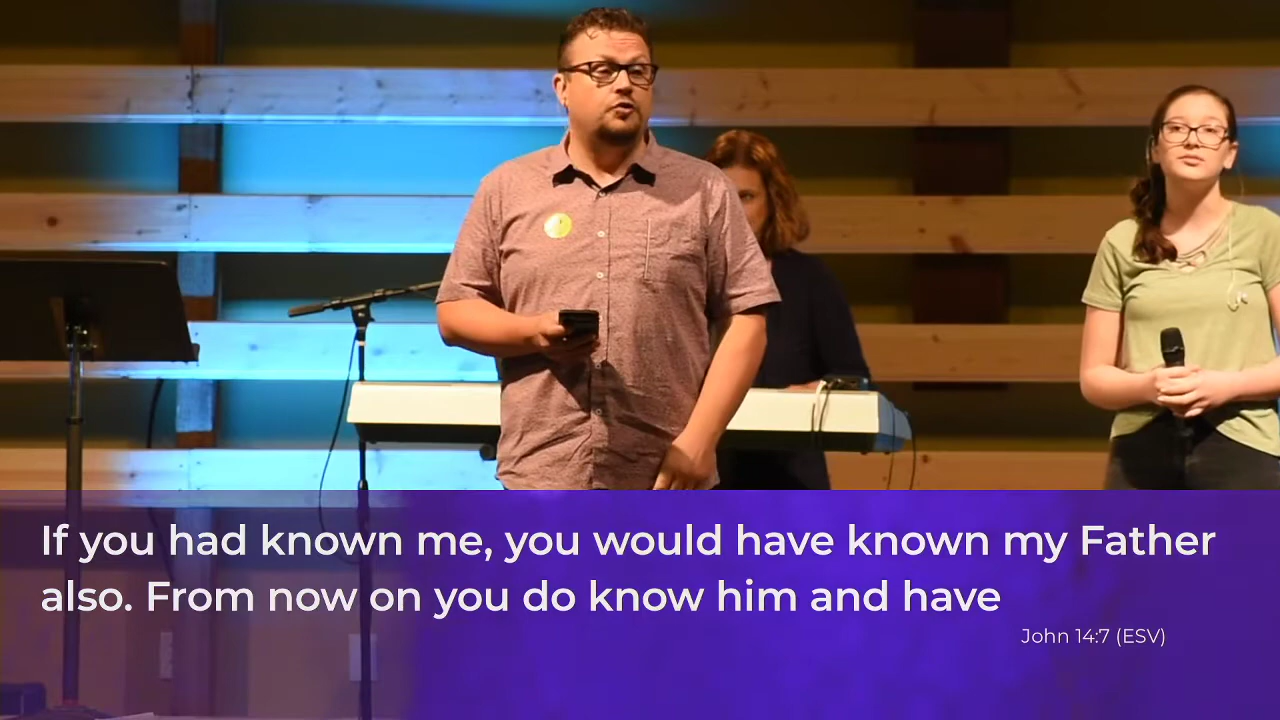 If you had known me, you would have known my Father
also. From now on you do know him and have
John 14:7 (ESV)